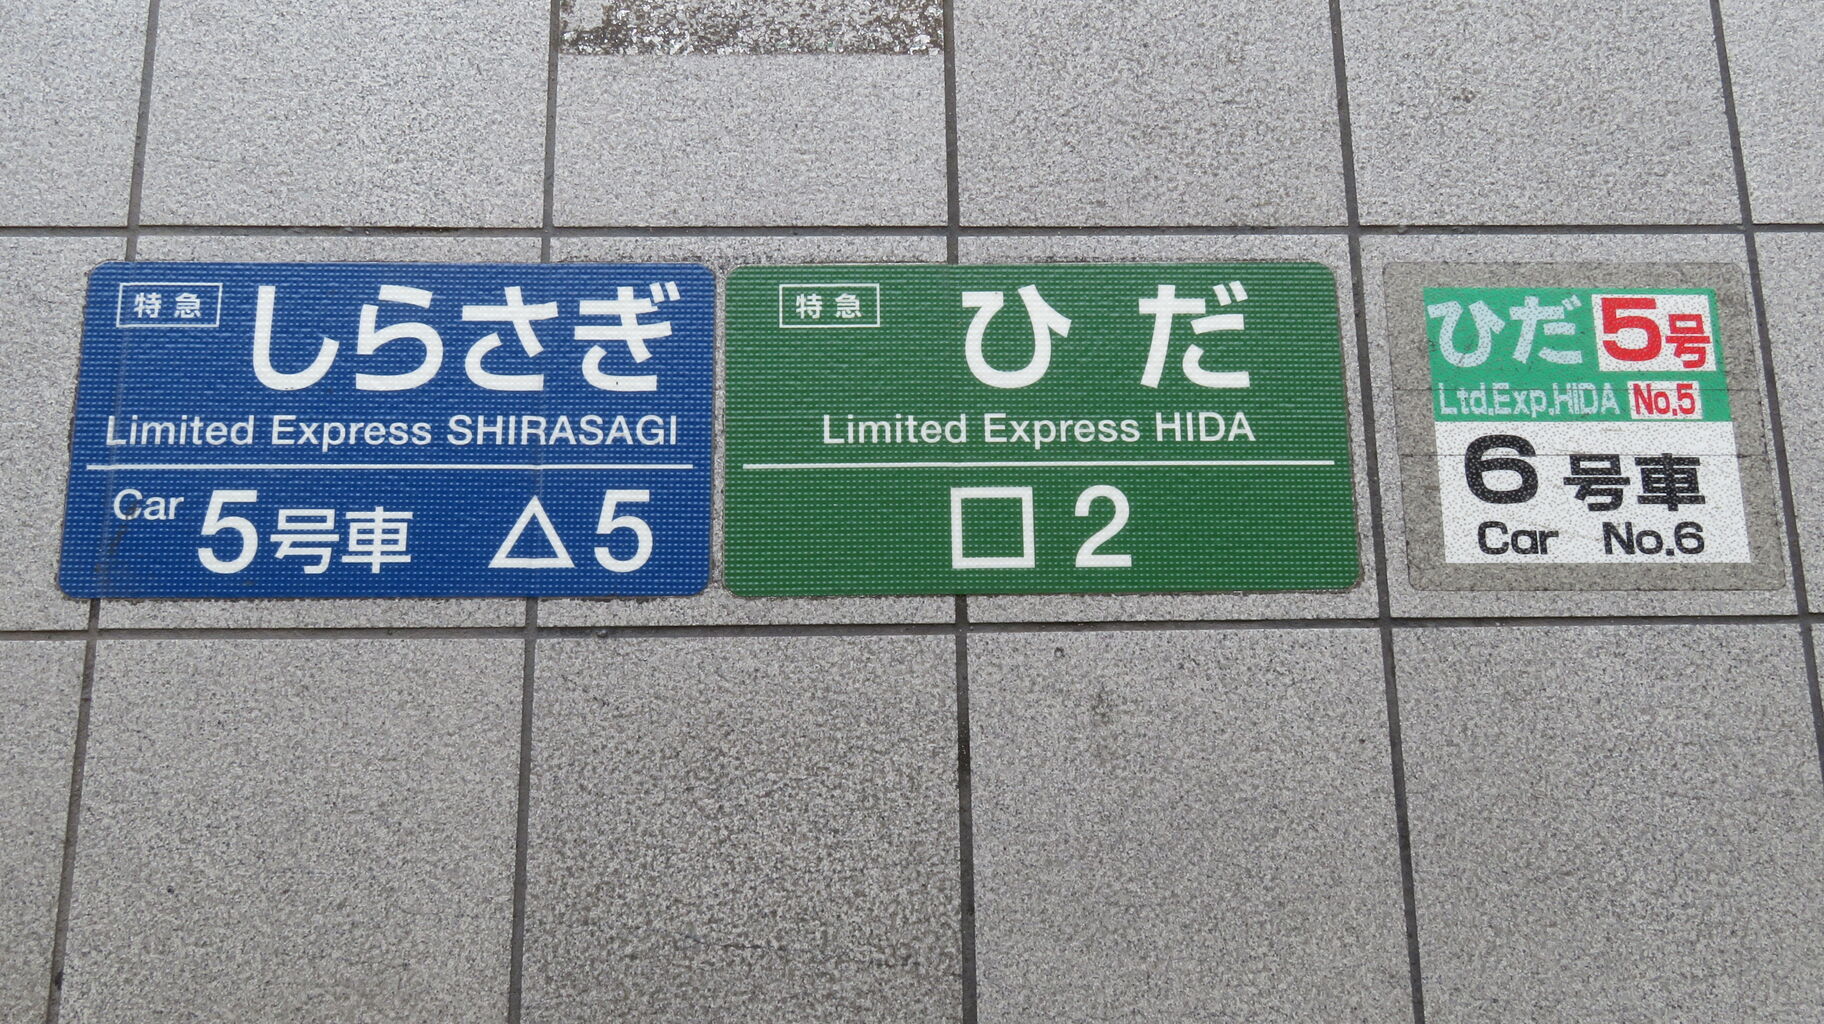 特急 しらさぎ
Limited Express SHIRASAGI
Car 5号車 △5
特急 ひだ
Limited Express HIDA
□2
ひだ 5号
Ltd.Exp.HIDA No.5
6号車
Car No.6